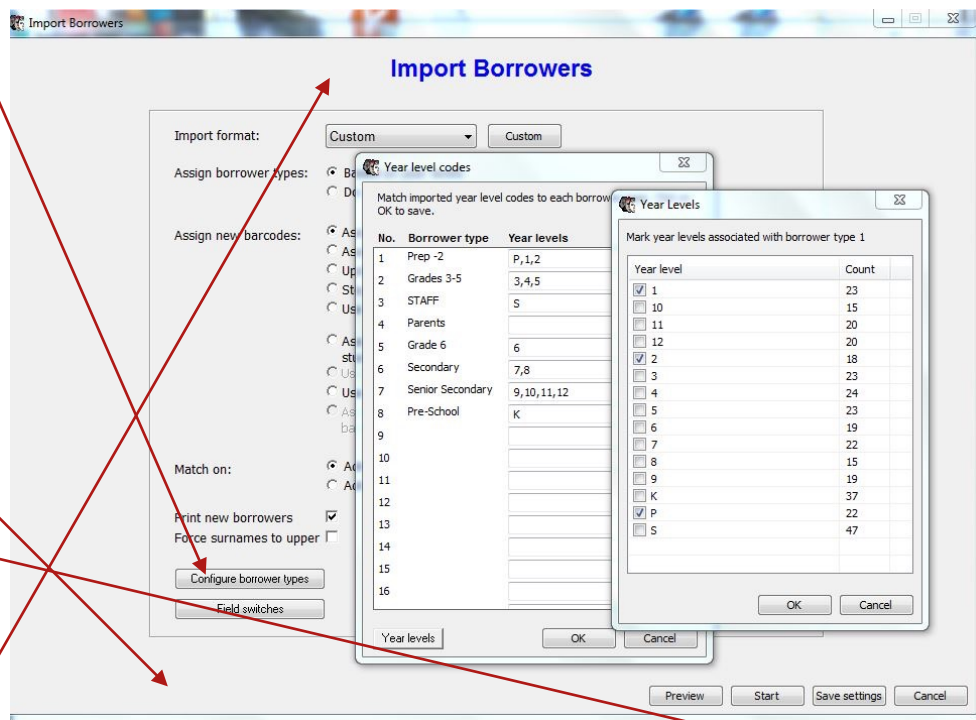 Import Borrowers
Import Borrowers
Import format:
Custom
Custom
Assign borrower types:
Assign new barcodes:
Match on:
Print new borrowers
Force surnames to upper
Configure borrower types
Field switches
Year level codes
Match imported year level codes to each borrow
OK to save.
No. Borrower type Year levels
1 Prep -2 P,1,2
2 Grades 3-5 3,4,5
3 STAFF S
4 Parents
5 Grade 6 6
6 Secondary 7,8
7 Senior Secondary 9,10,11,12
8 Pre-School K
9
10
11
12
13
14
15
16
Year levels OK Cancel
Year Levels
Mark year levels associated with borrower type 1
Year level Count
1 23
10 15
11 20
12 20
2 18
3 23
4 24
5 23
6 19
7 22
8 15
9 19
K 37
P 22
S 47
OK Cancel
Preview Start Save settings Cancel